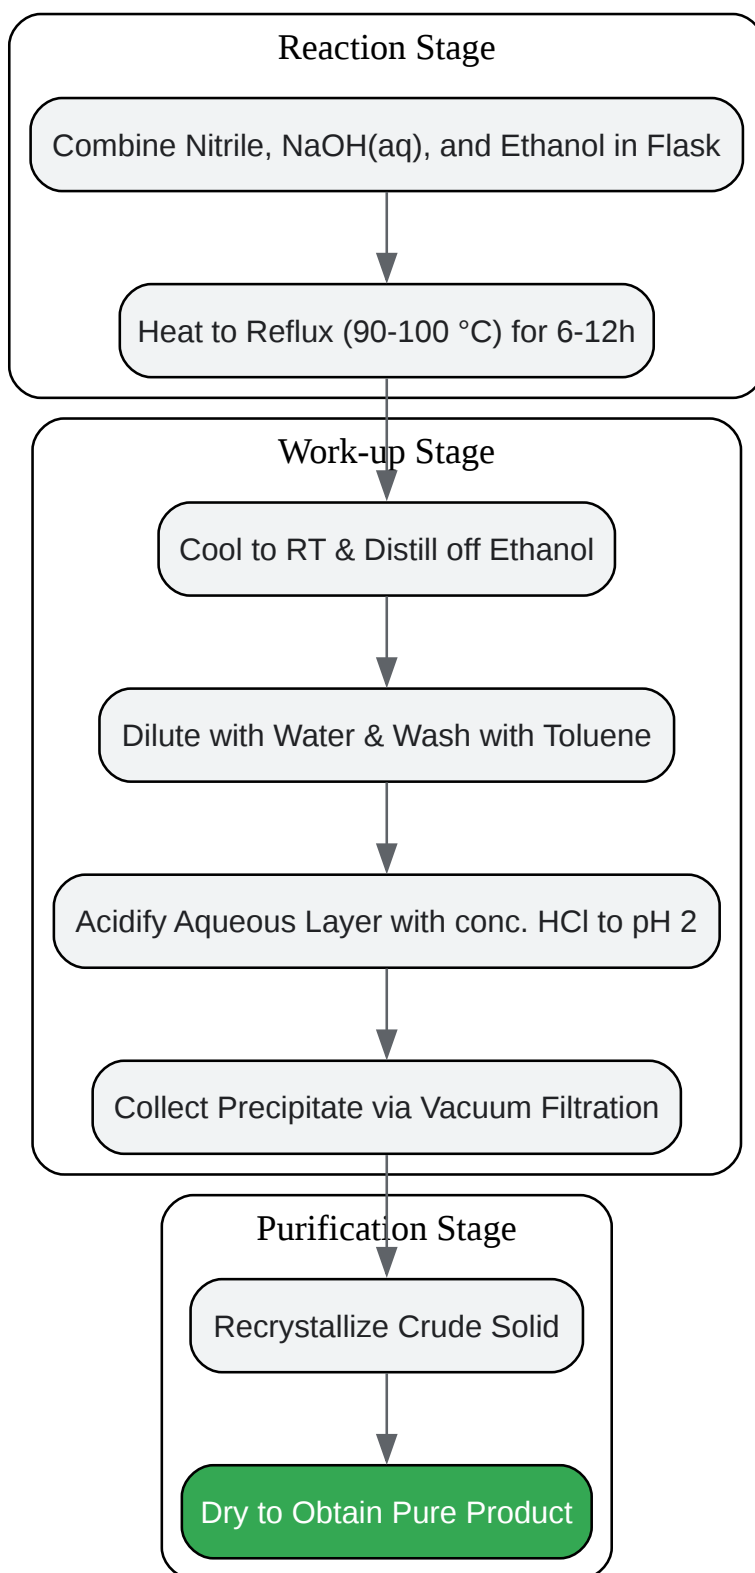 Reaction Stage
Combine Nitrile, NaOH(aq), and Ethanol in Flask
Heat to Reflux (90-100 °C) for 6-12h
Work-up Stage
Cool to RT & Distill off Ethanol
Dilute with Water & Wash with Toluene
Acidify Aqueous Layer with conc. HCl to pH 2
Collect Precipitate via Vacuum Filtration
Purification Stage
Recrystallize Crude Solid
Dry to Obtain Pure Product